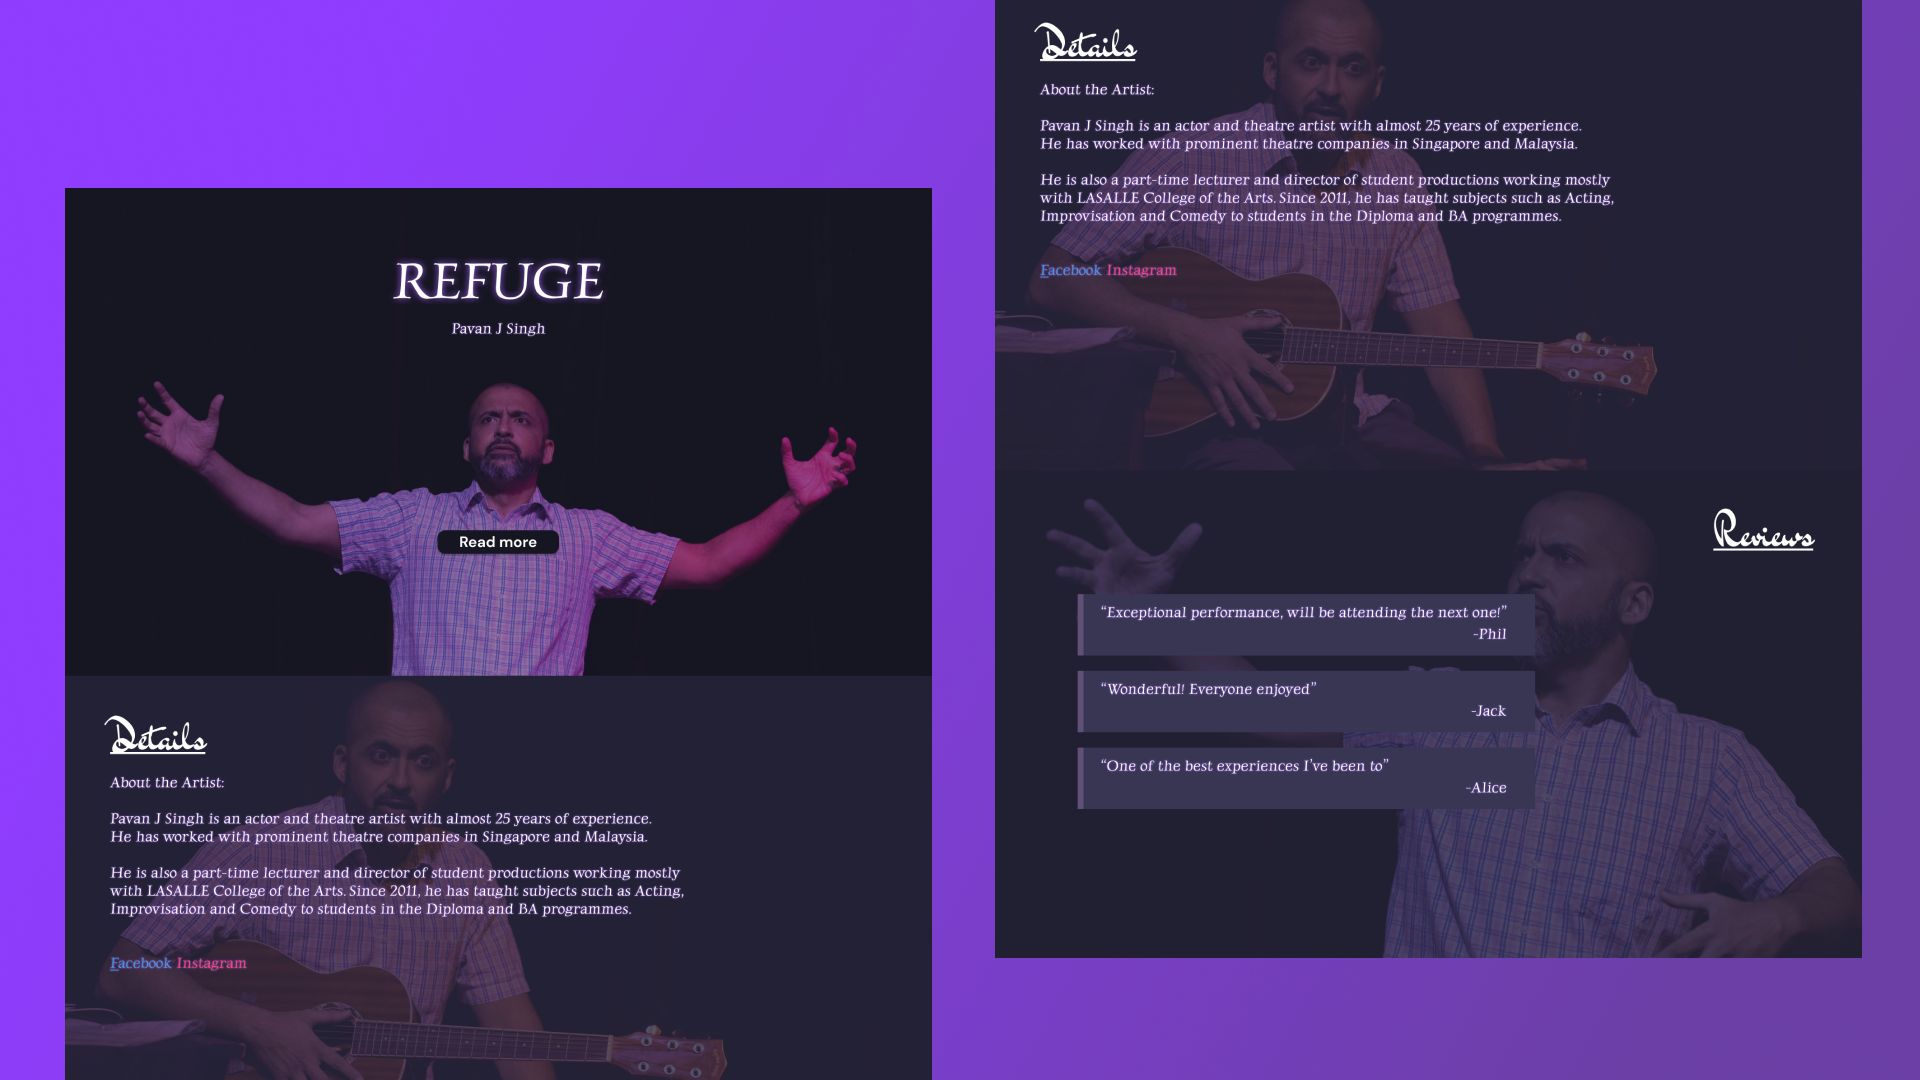 REFUGE
Pavan J Singh
Read more
Details
About the Artist:
Pavan J Singh is an actor and theatre artist with almost 25 years of experience.
He has worked with prominent theatre companies in Singapore and Malaysia.
He is also a part-time lecturer and director of student productions working mostly
with LASALLE College of the Arts. Since 2011, he has taught subjects such as Acting,
Improvisation and Comedy to students in the Diploma and BA programmes.
Facebook Instagram
Details
About the Artist:
Pavan J Singh is an actor and theatre artist with almost 25 years of experience.
He has worked with prominent theatre companies in Singapore and Malaysia.
He is also a part-time lecturer and director of student productions working mostly
with LASALLE College of the Arts. Since 2011, he has taught subjects such as Acting,
Improvisation and Comedy to students in the Diploma and BA programmes.
Facebook Instagram
Reviews
“Exceptional performance, will be attending the next one!”
-Phil
“Wonderful! Everyone enjoyed”
-Jack
“One of the best experiences I’ve been to”
-Alice